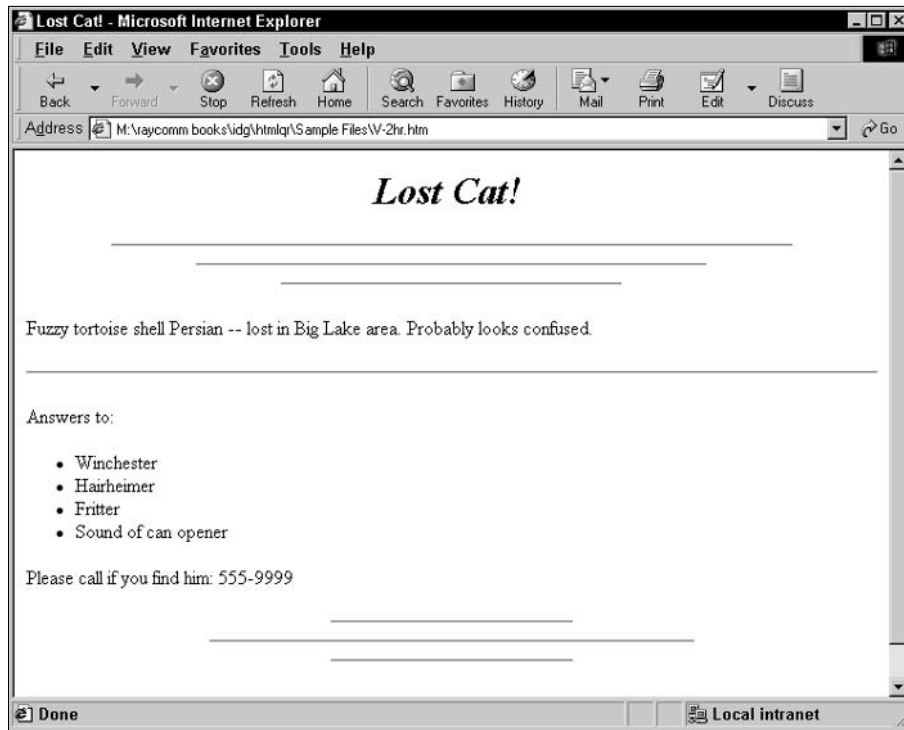 Lost Cat! - Microsoft Internet Explorer
File Edit View Favorites Tools Help
Back Forward Stop Refresh Home Search Favorites History Mail Print Edit Discuss
Address M:\raycomm books\idg\htmlqr\Sample Files\V-2hr.htm Go
Lost Cat!
Fuzzy tortoise shell Persian -- lost in Big Lake area. Probably looks confused.
Answers to:
• Winchester
• Hairheimer
• Fritter
• Sound of can opener
Please call if you find him: 555-9999
Done Local intranet